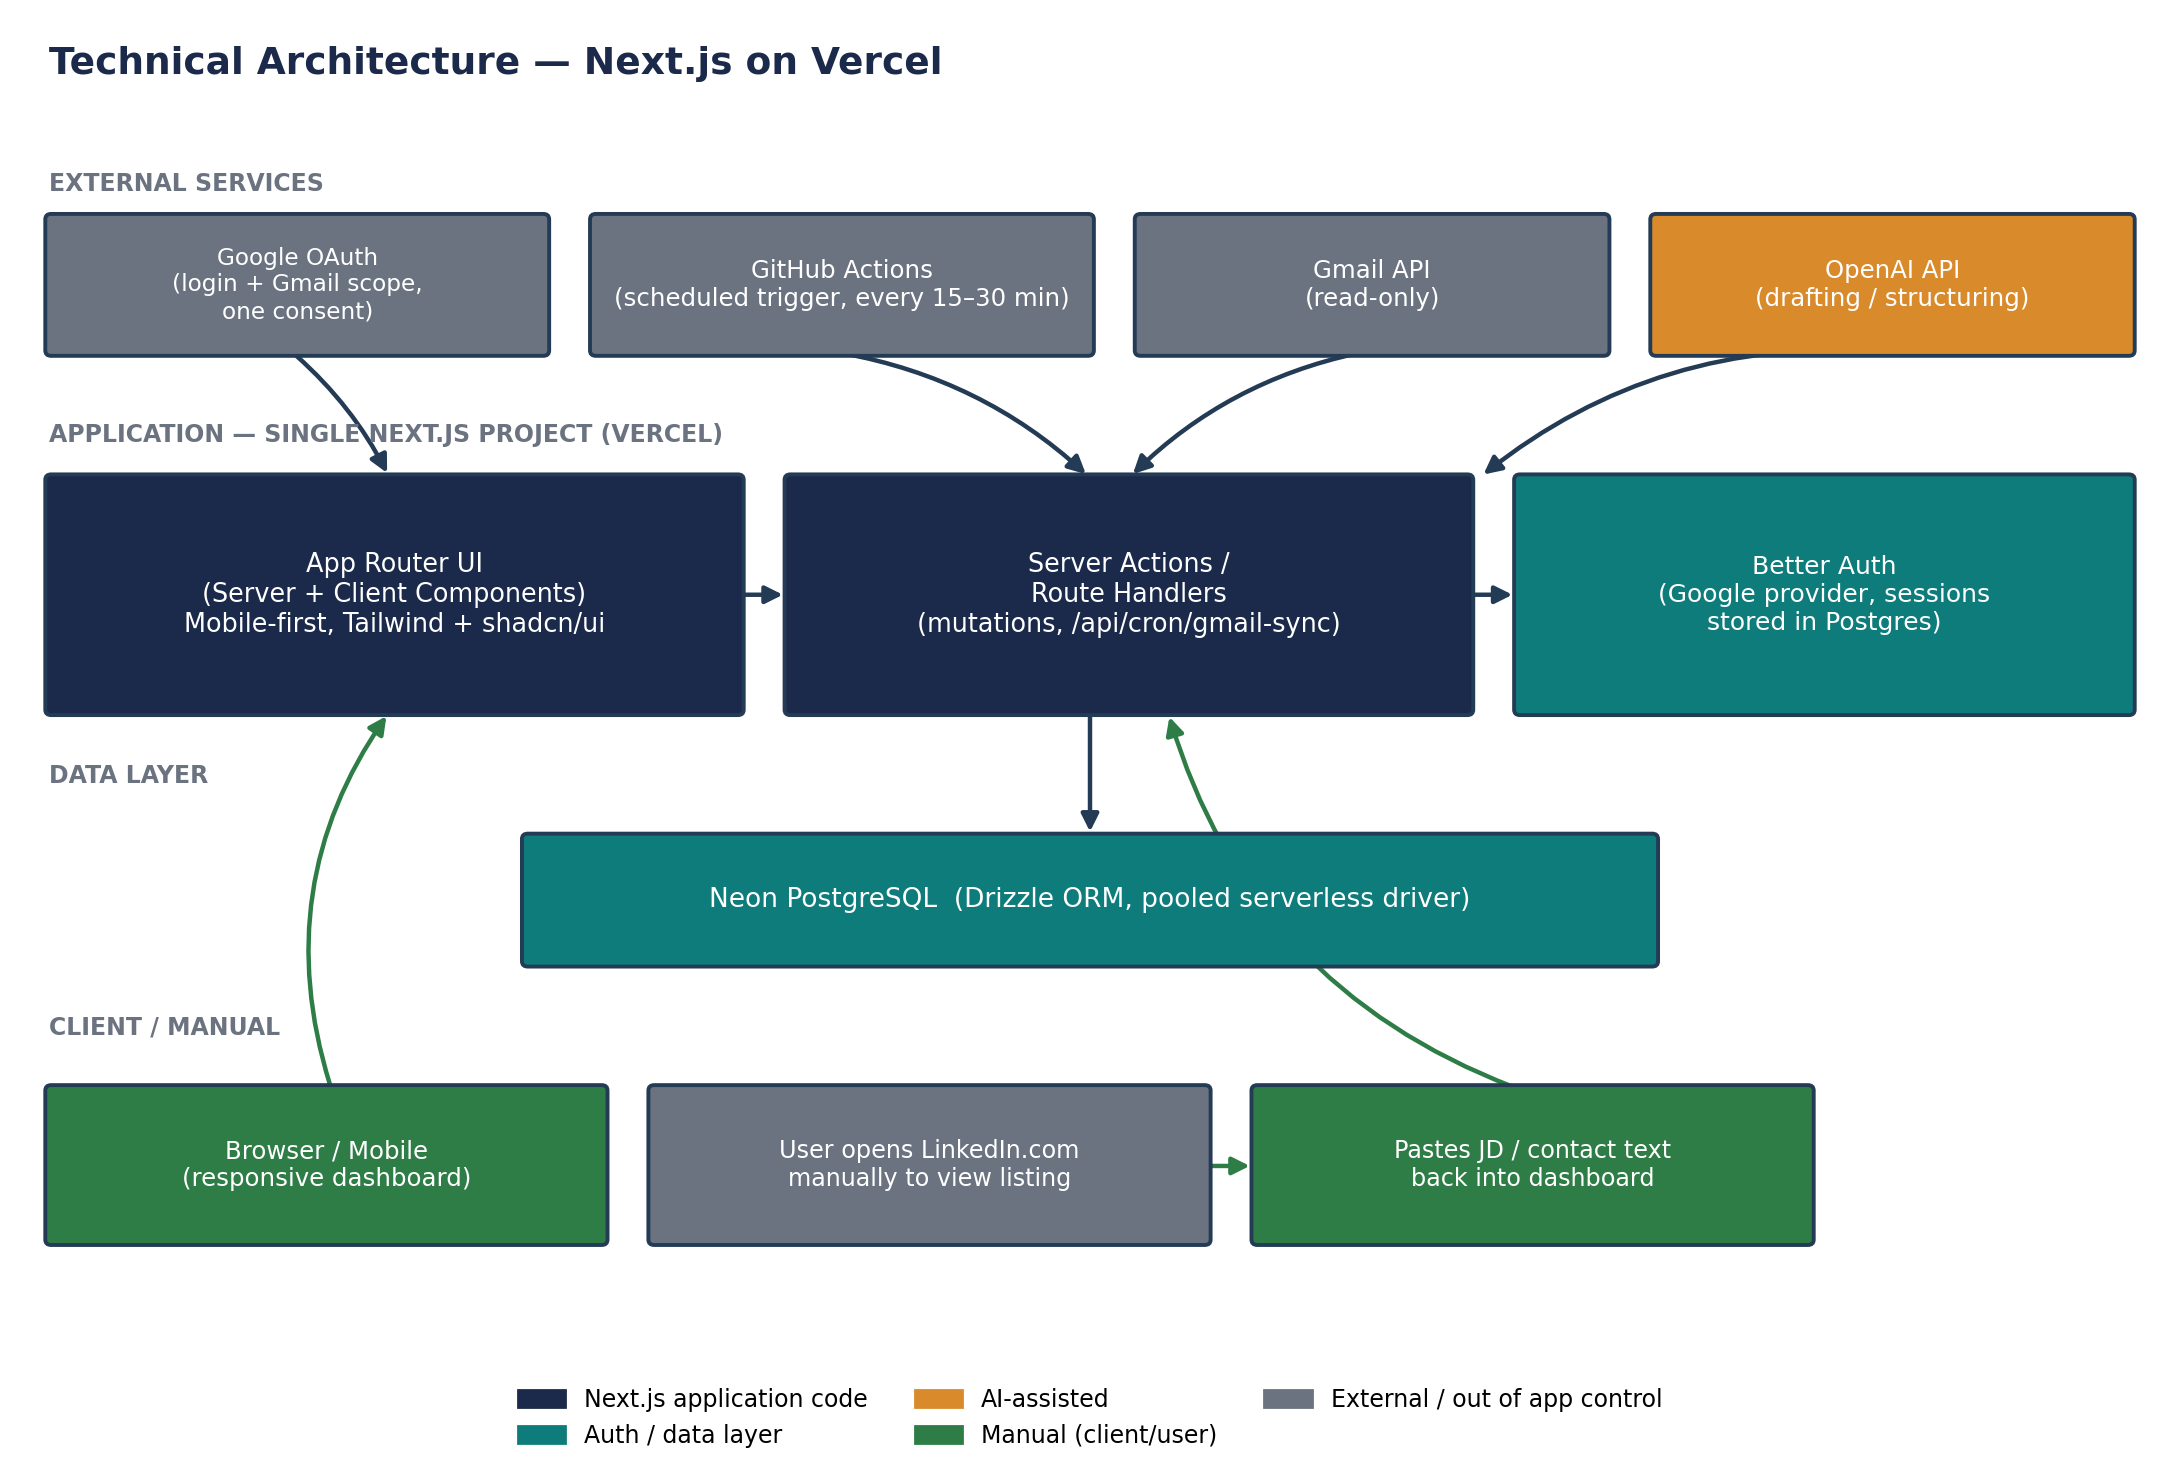 Technical Architecture — Next.js on Vercel
EXTERNAL SERVICES
Google OAuth
(login + Gmail scope,
one consent)
GitHub Actions
(scheduled trigger, every 15–30 min)
Gmail API
(read-only)
OpenAI API
(drafting / structuring)
APPLICATION — SINGLE NEXT.JS PROJECT (VERCEL)
App Router UI
(Server + Client Components)
Mobile-first, Tailwind + shadcn/ui
Server Actions /
Route Handlers
(mutations, /api/cron/gmail-sync)
Better Auth
(Google provider, sessions
stored in Postgres)
DATA LAYER
Neon PostgreSQL  (Drizzle ORM, pooled serverless driver)
CLIENT / MANUAL
Browser / Mobile
(responsive dashboard)
User opens LinkedIn.com
manually to view listing
Pastes JD / contact text
back into dashboard
Next.js application code
Auth / data layer
AI-assisted
Manual (client/user)
External / out of app control